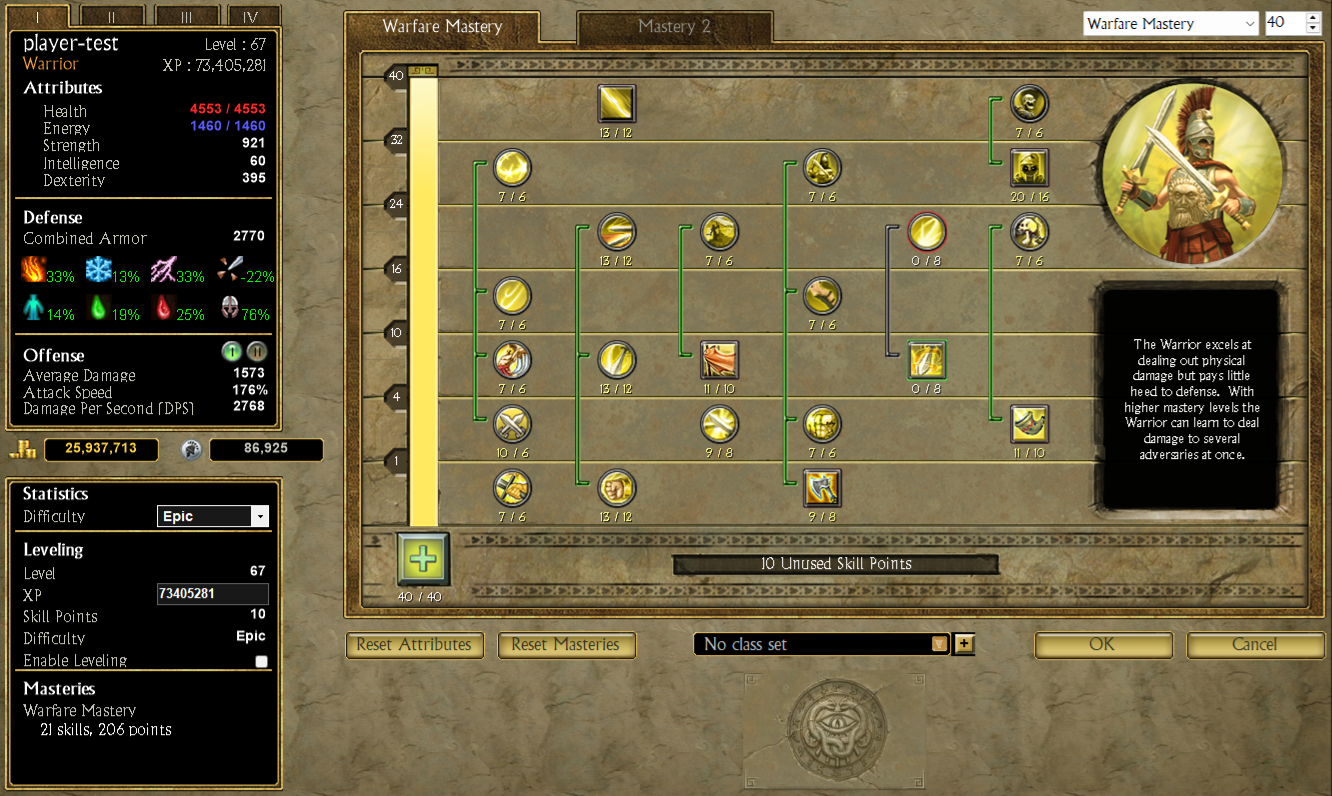 I II III IV
player-test Level : 67
Warrior XP : 73,405,281
Attributes
Health 4553 / 4553
Energy 1460 / 1460
Strength 921
Intelligence 60
Dexterity 395
Defense
Combined Armor 2770
33% 13% 33% -22%
14% 19% 25% 76%
Offense
Average Damage 1573
Attack Speed 176%
Damage Per Second [DPS] 2768
25,937,713 86,925
Statistics
Difficulty Epic
Leveling
Level 67
XP 73405281
Skill Points 10
Difficulty Epic
Enable Leveling
Masteries
Warfare Mastery
21 skills, 206 points
Warfare Mastery Mastery 2 Warfare Mastery 40
40
13 / 12 7 / 6
32
7 / 6 7 / 6 20 / 16
24
13 / 12 7 / 6 0 / 8 7 / 6
16
7 / 6 7 / 6
10
7 / 6 13 / 12 11 / 10 0 / 8
4
10 / 6 9 / 8 7 / 6 11 / 10
1
7 / 6 13 / 12 9 / 8
40 / 40
10 Unused Skill Points
The Warrior excels at
dealing out physical
damage but pays little
heed to defense. With
higher mastery levels the
Warrior can learn to deal
damage to several
adversaries at once.
Reset Attributes Reset Masteries No class set + OK Cancel